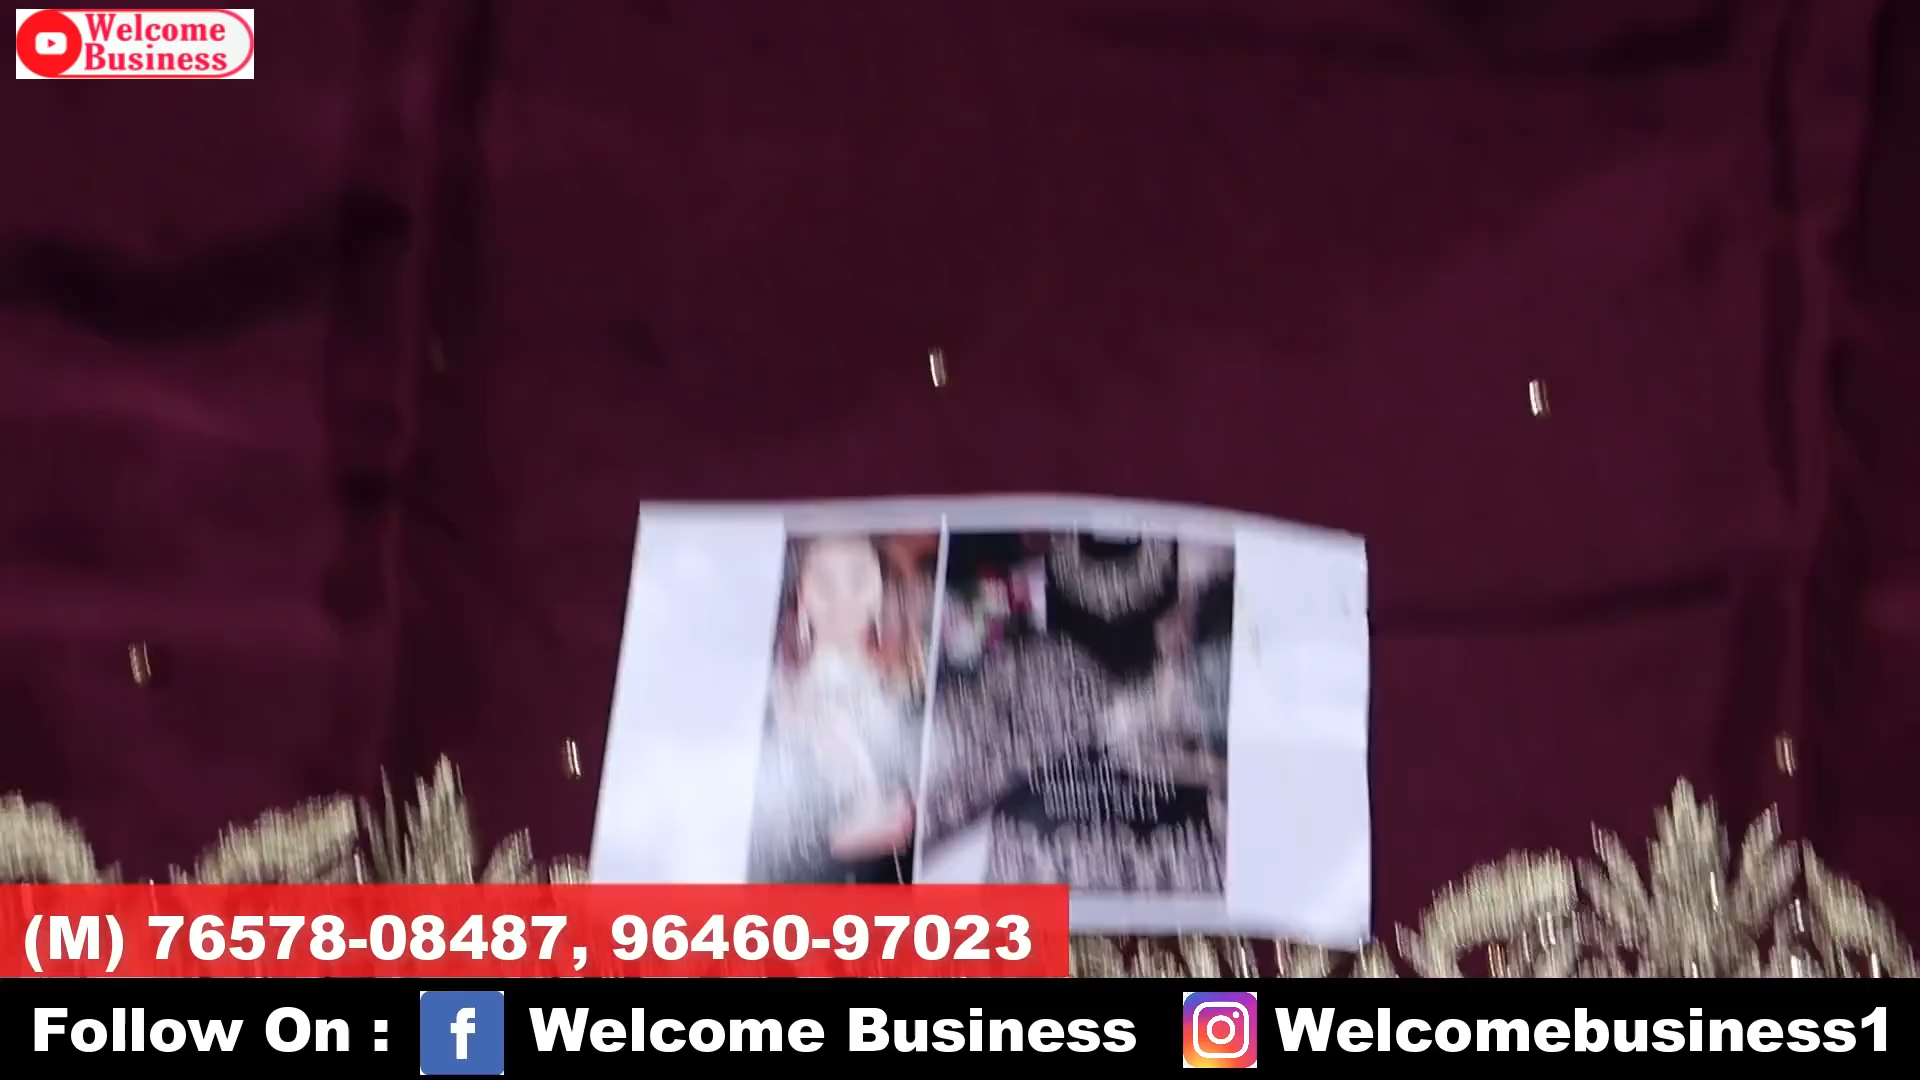 Welcome
Business
(M) 76578-08487, 96460-97023
Follow On : Welcome Business Welcomebusiness1